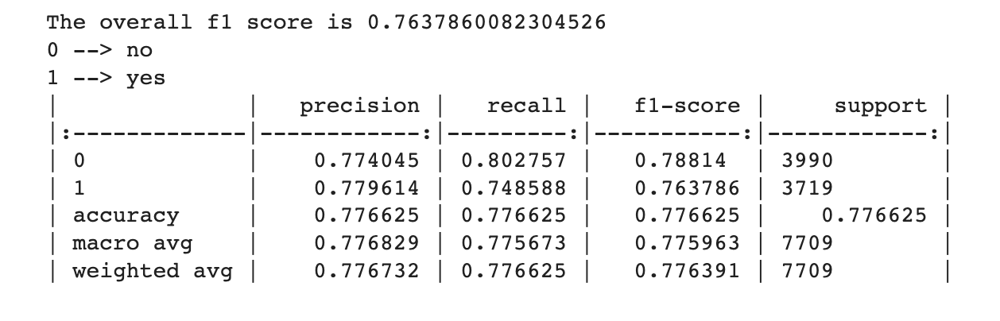 The overall f1 score is 0.7637860082304526
0 --> no
1 --> yes
|               |   precision |   recall |   f1-score |      support |
|:--------------|------------:|---------:|-----------:|-------------:|
| 0             |    0.774045 | 0.802757 |   0.78814  | 3990         |
| 1             |    0.779614 | 0.748588 |   0.763786 | 3719         |
| accuracy      |    0.776625 | 0.776625 |   0.776625 |    0.776625 |
| macro avg     |    0.776829 | 0.775673 |   0.775963 | 7709         |
| weighted avg |    0.776732 | 0.776625 |   0.776391 | 7709         |